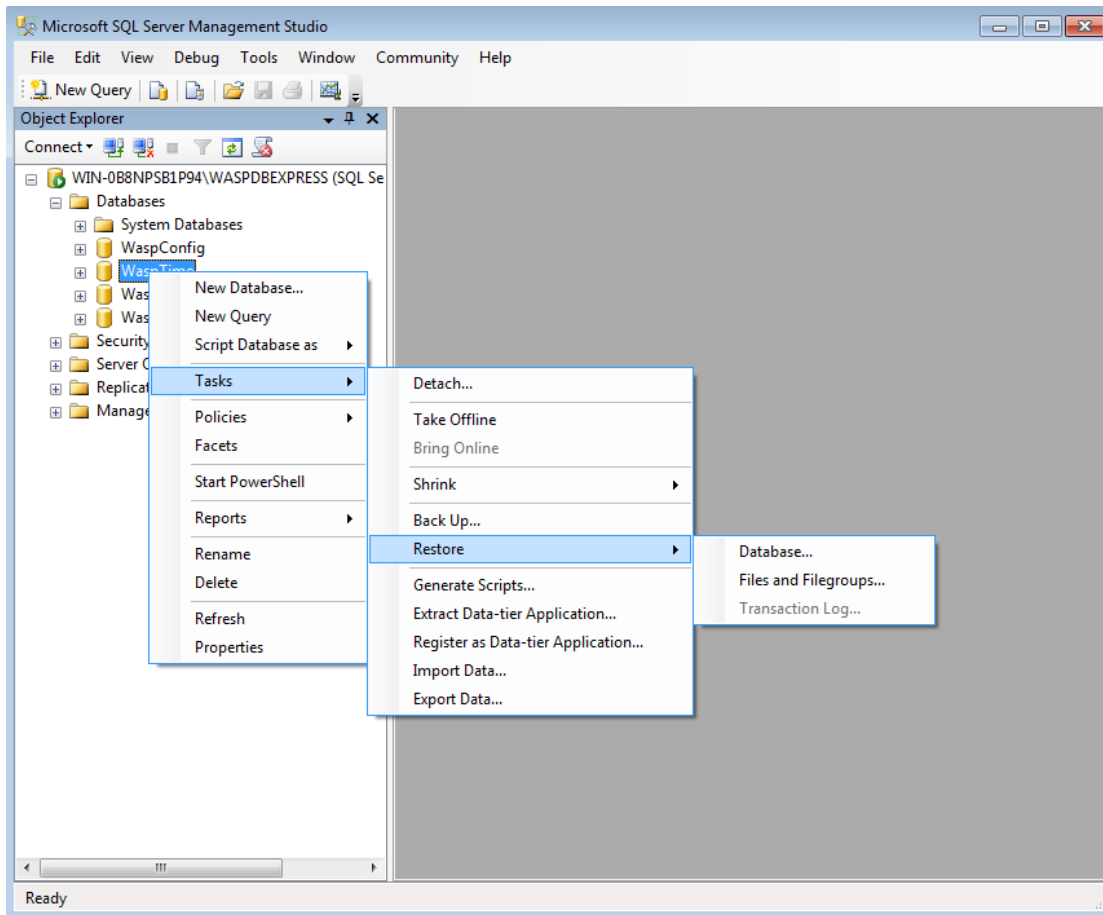 Microsoft SQL Server Management Studio
File Edit View Debug Tools Window Community Help
New Query
Object Explorer
Connect
WIN-0B8NPSB1P94\WASPDBEXPRESS (SQL Se
Databases
System Databases
WaspConfig
WaspTime
Was
Was
Security
Server O
Replicat
Manage
New Database...
New Query
Script Database as
Tasks
Policies
Facets
Start PowerShell
Reports
Rename
Delete
Refresh
Properties
Detach...
Take Offline
Bring Online
Shrink
Back Up...
Restore
Generate Scripts...
Extract Data-tier Application...
Register as Data-tier Application...
Import Data...
Export Data...
Database...
Files and Filegroups...
Transaction Log...
Ready